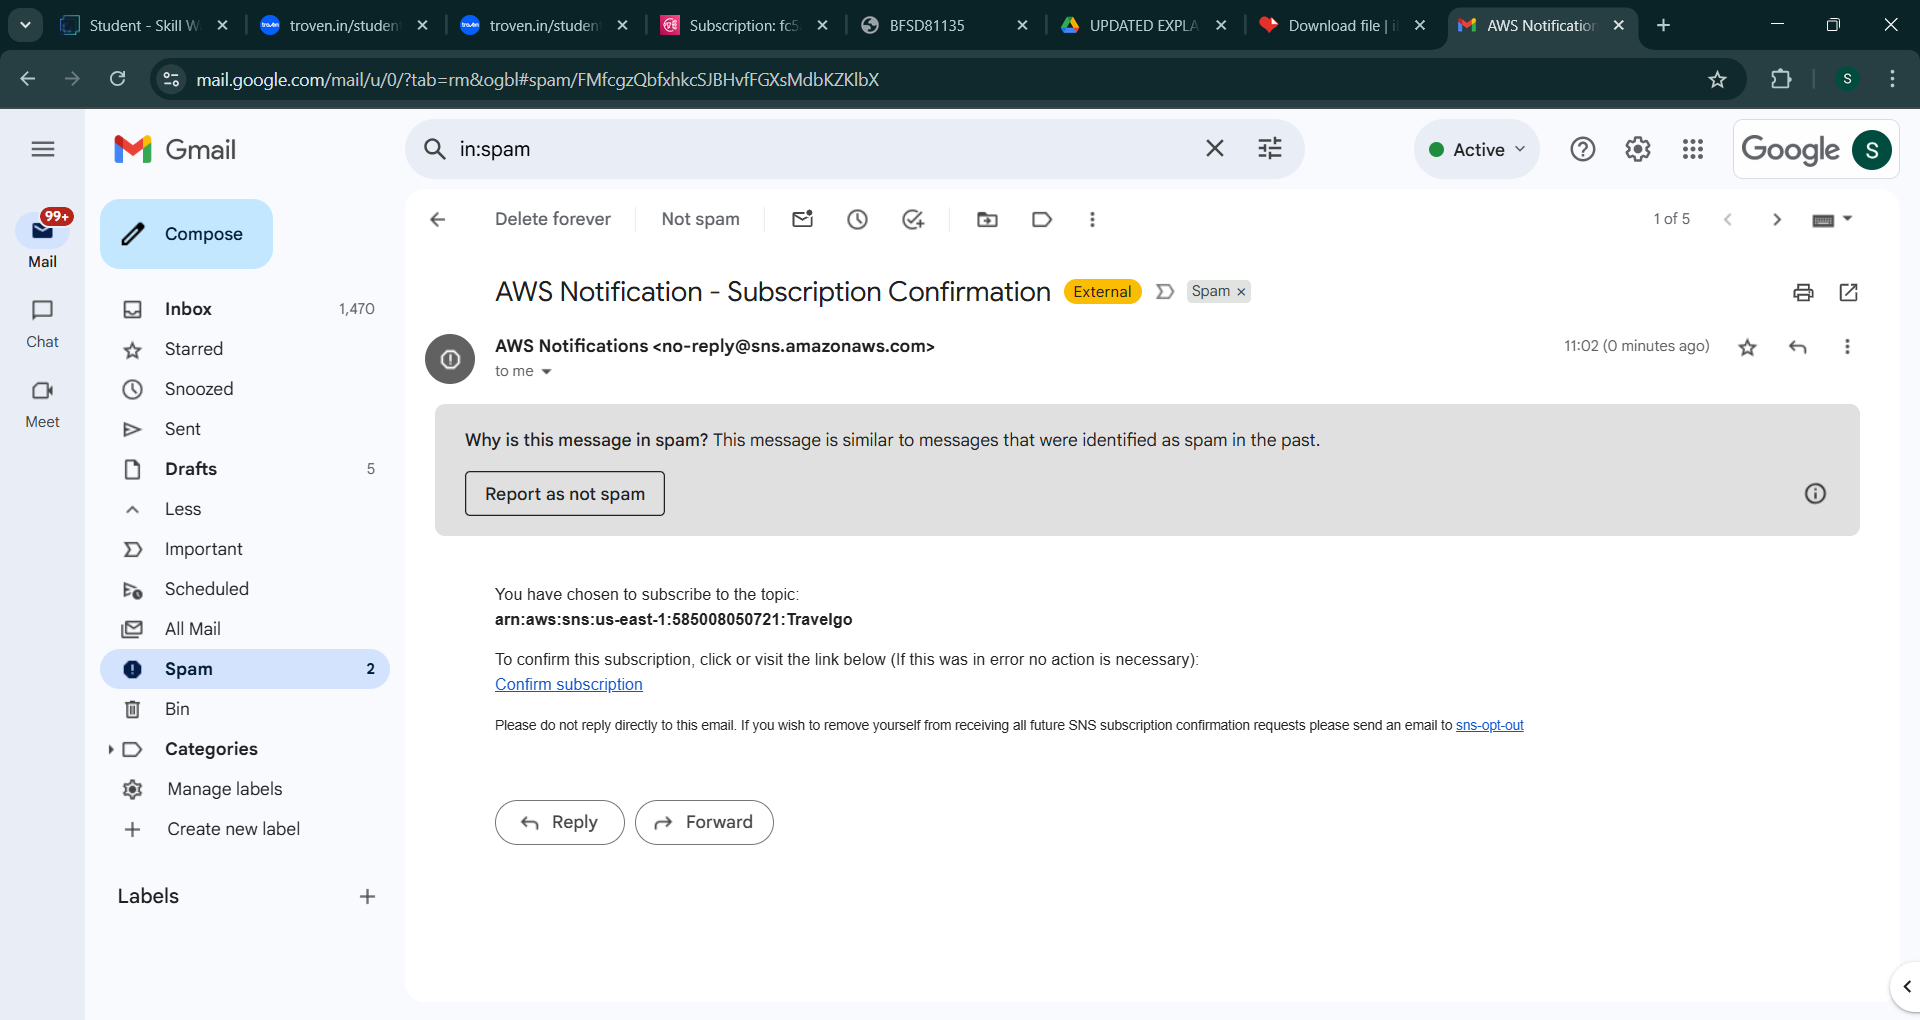 Student - Skill W
troven.in/studen
troven.in/studen
Subscription: fc5
BFSD81135
UPDATED EXPLA
Download file | i
AWS Notification
mail.google.com/mail/u/0/?tab=rm&ogbl#spam/FMfcgzQbfxhkcSJBHvfFGXsMdbKZKlbX
S
Gmail
in:spam
Active
Google
S
99+
Mail
Chat
Meet
Compose
Inbox 1,470
Starred
Snoozed
Sent
Drafts 5
Less
Important
Scheduled
All Mail
Spam 2
Bin
Categories
Manage labels
Create new label
Labels
Delete forever
Not spam
1 of 5
AWS Notification - Subscription Confirmation External Spam ×
AWS Notifications <no-reply@sns.amazonaws.com>
11:02 (0 minutes ago)
to me
Why is this message in spam? This message is similar to messages that were identified as spam in the past.
Report as not spam
You have chosen to subscribe to the topic:
arn:aws:sns:us-east-1:585008050721:Travelgo
To confirm this subscription, click or visit the link below (If this was in error no action is necessary):
Confirm subscription
Please do not reply directly to this email. If you wish to remove yourself from receiving all future SNS subscription confirmation requests please send an email to sns-opt-out
Reply
Forward